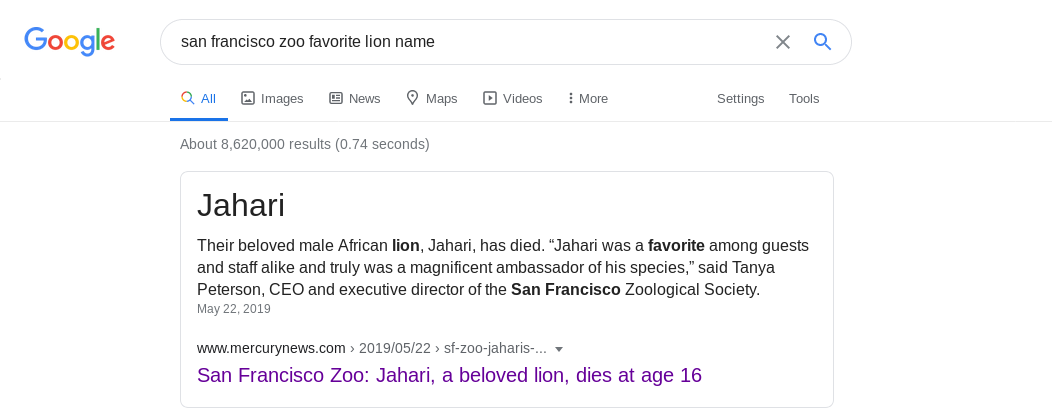 Google
san francisco zoo favorite lion name
All Images News Maps Videos More Settings Tools
About 8,620,000 results (0.74 seconds)
Jahari
Their beloved male African lion, Jahari, has died. “Jahari was a favorite among guests
and staff alike and truly was a magnificent ambassador of his species,” said Tanya
Peterson, CEO and executive director of the San Francisco Zoological Society.
May 22, 2019
www.mercurynews.com › 2019/05/22 › sf-zoo-jaharis-...
San Francisco Zoo: Jahari, a beloved lion, dies at age 16